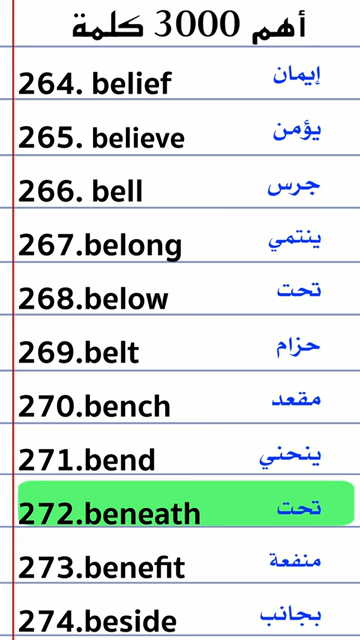 أهم 3000 كلمة
264. belief إيمان
265. believe يؤمن
266. bell جرس
267.belong ينتمي
268.below تحت
269.belt حزام
270.bench مقعد
271.bend ينحني
272.beneath تحت
273.benefit منفعة
274.beside بجانب